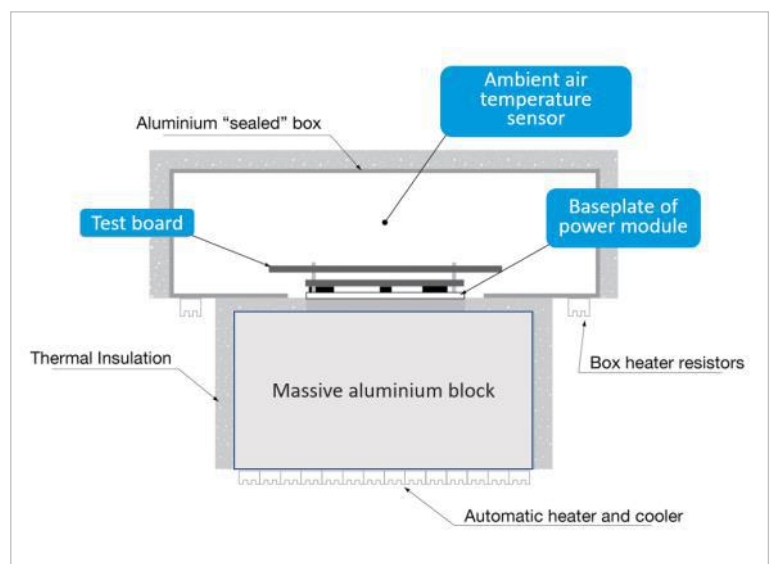 Ambient air
temperature
sensor
Aluminium “sealed” box
Test board
Baseplate of
power module
Thermal Insulation
Box heater resistors
Massive aluminium block
Automatic heater and cooler